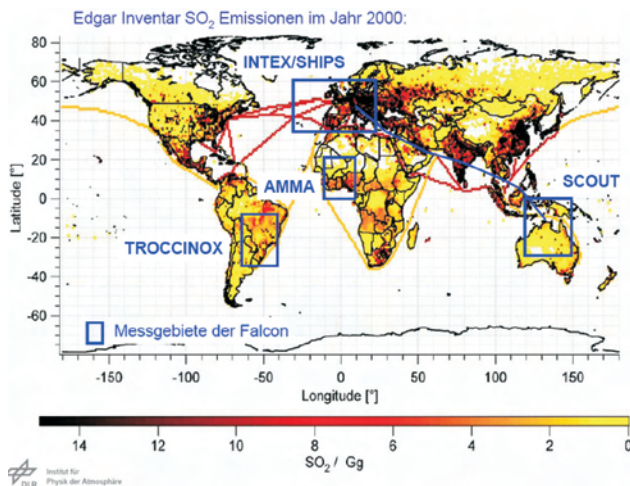 Edgar Inventar SO₂ Emissionen im Jahr 2000:
80
60
40
20
0
-20
-40
-60
Latitude [°]
INTEX/SHIPS
AMMA
SCOUT
TROCCINOX
Messgebiete der Falcon
-150 -100 -50 0 50 100 150
Longitude [°]
14 12 10 8 6 4 2 0
SO₂ / Gg
DLR
Institut für
Physik der Atmosphäre